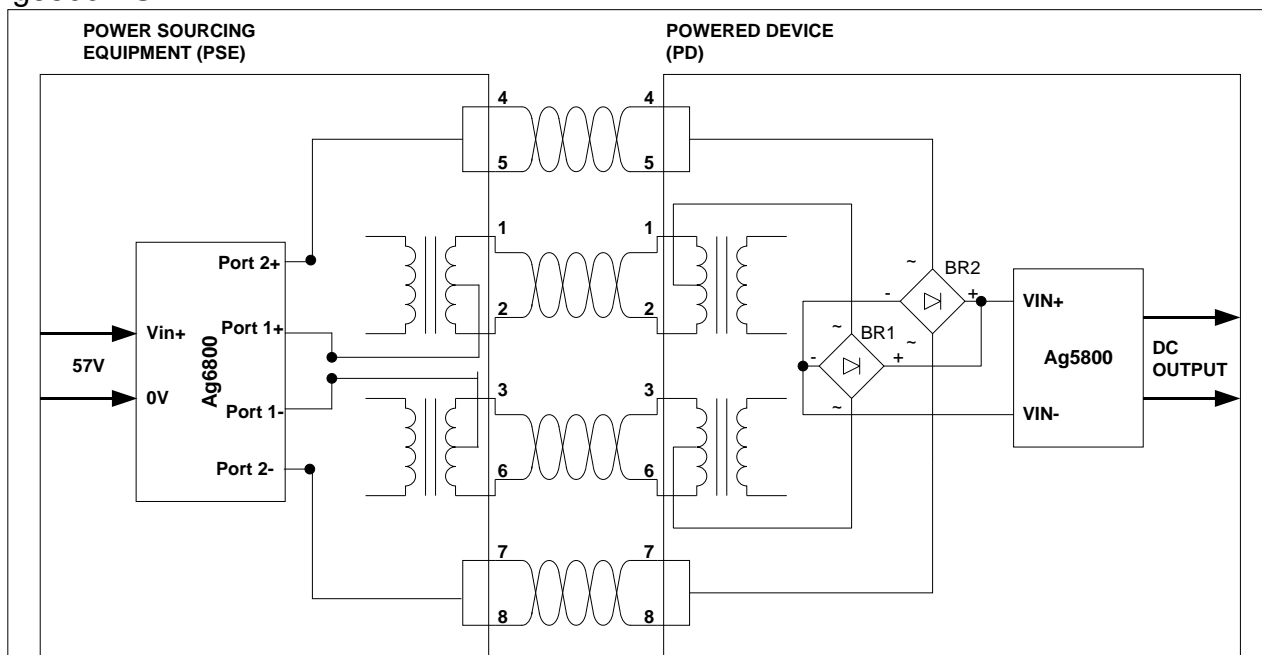 POWER SOURCING
EQUIPMENT (PSE)
POWERED DEVICE
(PD)
4
4
5
5
1
1
2
2
3
3
6
6
7
7
8
8
Port 2+
Vin+
Port 1+
57V
Ag6800
0V
Port 1-
Port 2-
~
BR2
-
+
~
~
BR1
-
+
~
VIN+
Ag5800
VIN-
DC
OUTPUT